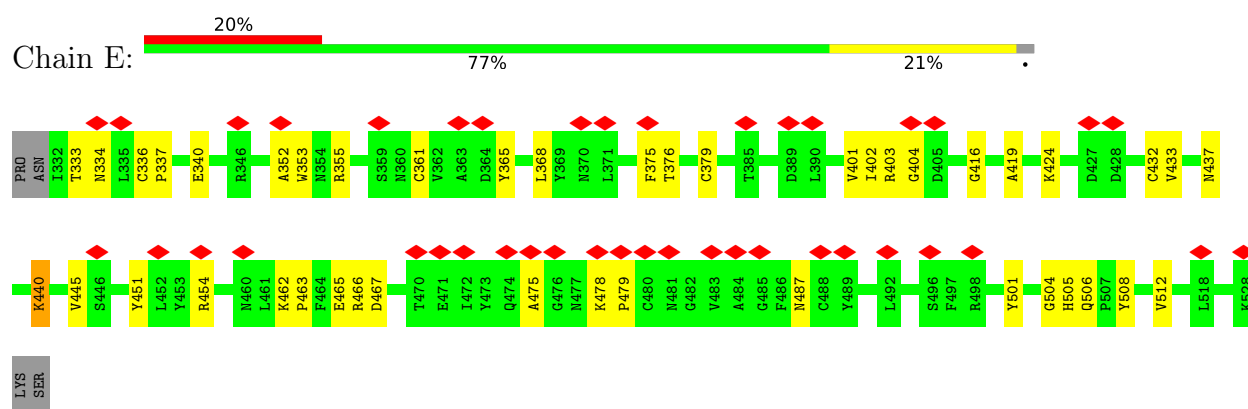 20%
Chain E:
77% 21% •
PRO ASN I332 T333 N334 L335 C336 P337 E340 R346 A352 W353 N354 R355 S359 N360 C361 V362 A363 D364 Y365 L368 Y369 N370 L371 F375 T376 C379 T385 D389 L390 V401 I402 R403 G404 D405 G416 A419 K424 D427 D428 C432 V433 N437
K440 V445 S446 Y451 L452 Y453 R454 N460 L461 K462 P463 F464 E465 R466 D467 T470 E471 I472 Y473 Q474 A475 G476 N477 K478 P479 C480 N481 G482 V483 A484 G485 F486 N487 C488 Y489 L492 S496 F497 R498 Y501 G504 H505 Q506 P507 Y508 V512 L518 K528
LYS SER